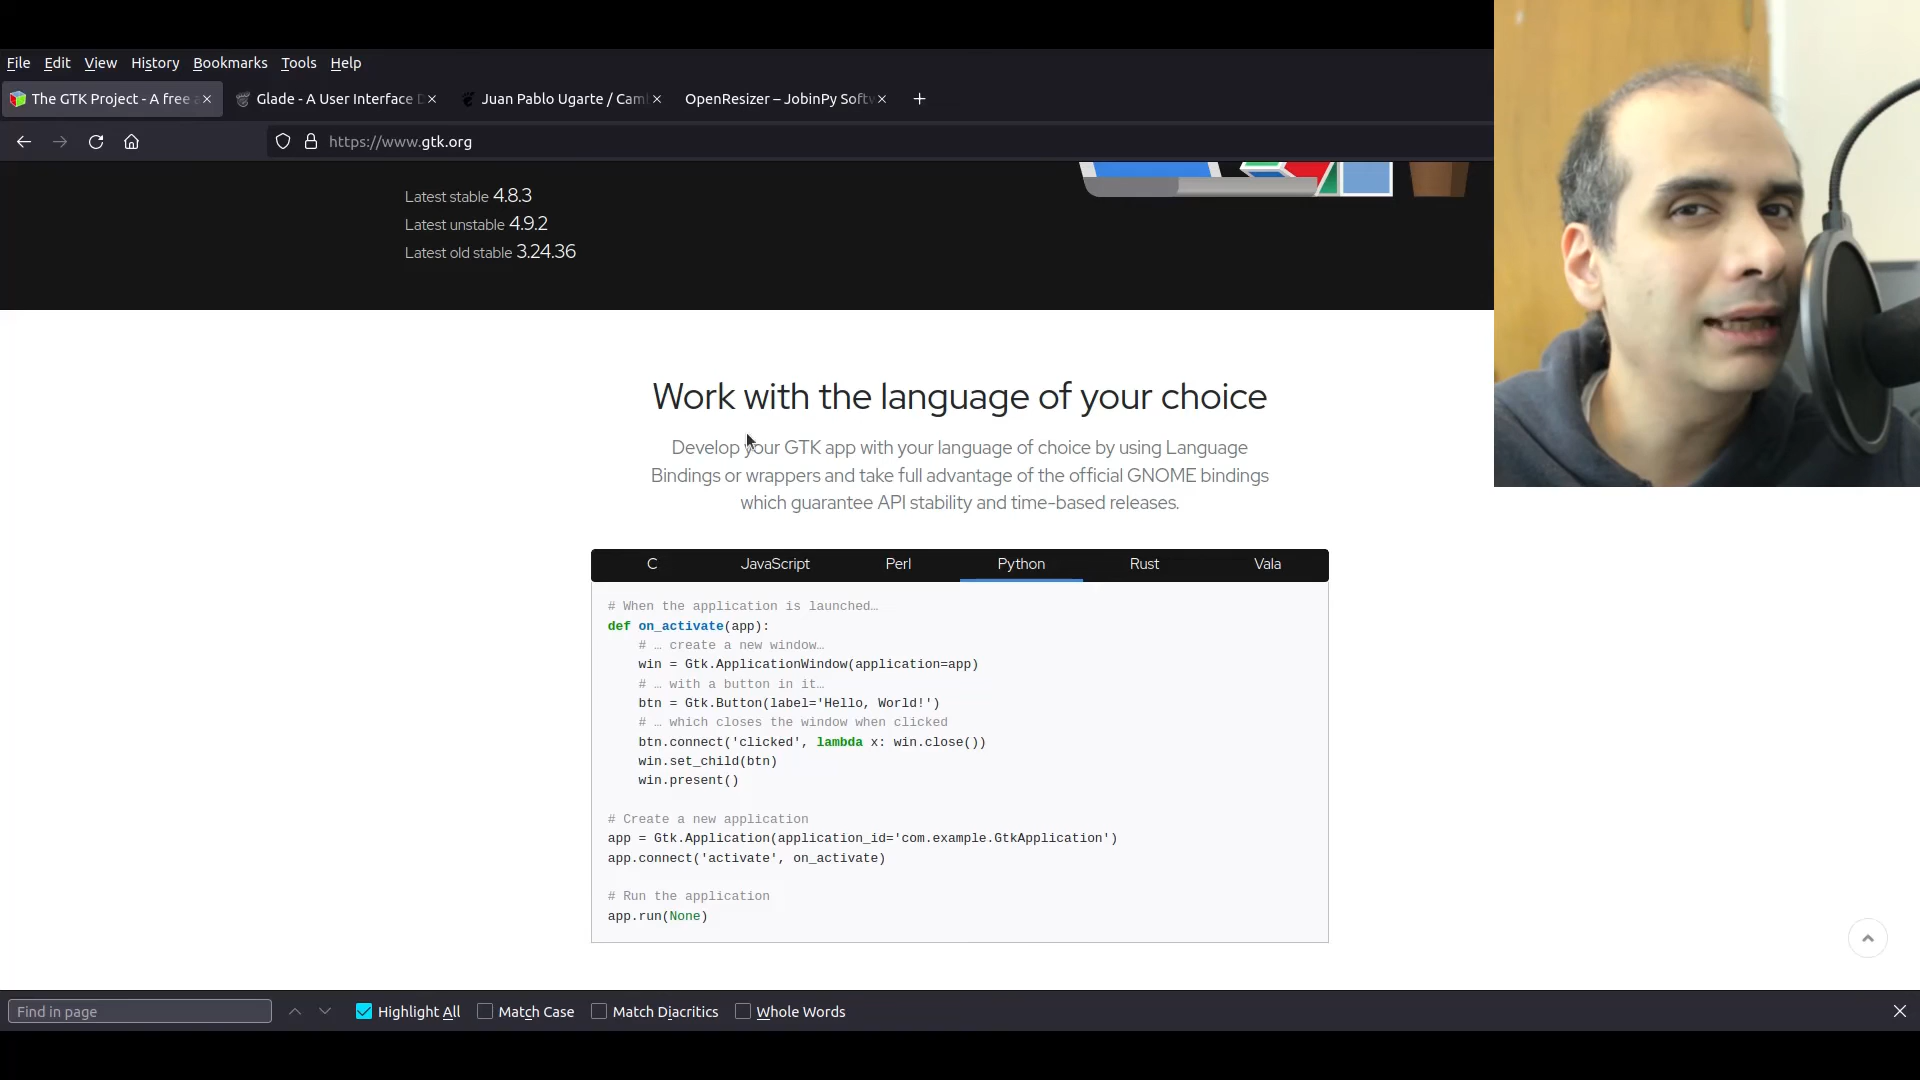 File Edit View History Bookmarks Tools Help
The GTK Project - A free a
Glade - A User Interface D
Juan Pablo Ugarte / Caml
OpenResizer – JobinPy Softw
https://www.gtk.org
Latest stable 4.8.3
Latest unstable 4.9.2
Latest old stable 3.24.36
Work with the language of your choice
Develop your GTK app with your language of choice by using Language
Bindings or wrappers and take full advantage of the official GNOME bindings
which guarantee API stability and time-based releases.
C JavaScript Perl Python Rust Vala
# When the application is launched…
def on_activate(app):
    # … create a new window…
    win = Gtk.ApplicationWindow(application=app)
    # … with a button in it…
    btn = Gtk.Button(label='Hello, World!')
    # … which closes the window when clicked
    btn.connect('clicked', lambda x: win.close())
    win.set_child(btn)
    win.present()
# Create a new application
app = Gtk.Application(application_id='com.example.GtkApplication')
app.connect('activate', on_activate)
# Run the application
app.run(None)
Find in page
Highlight All
Match Case
Match Diacritics
Whole Words